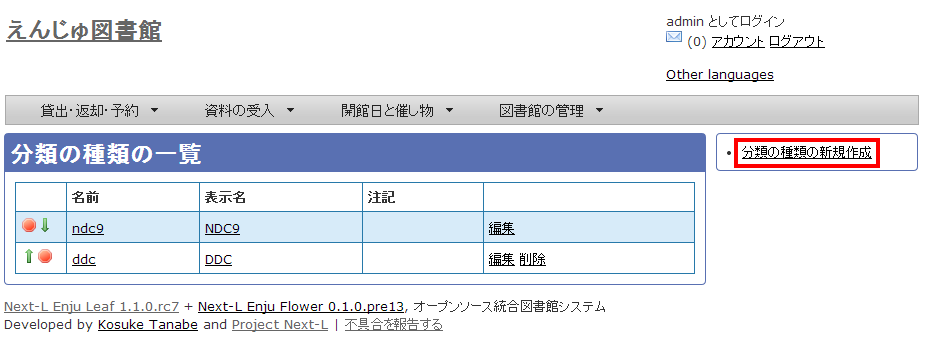 えんじゅ図書館
admin としてログイン
(0) アカウント ログアウト
Other languages
貸出・返却・予約 資料の受入 開館日と催し物 図書館の管理
分類の種類の一覧
• 分類の種類の新規作成
名前 表示名 注記
ndc9 NDC9 編集
ddc DDC 編集 削除
Next-L Enju Leaf 1.1.0.rc7 + Next-L Enju Flower 0.1.0.pre13, オープンソース統合図書館システム
Developed by Kosuke Tanabe and Project Next-L | 不具合を報告する